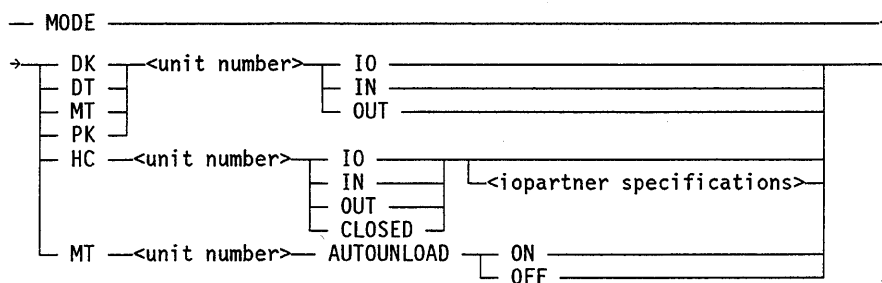 MODE
DK <unit number> IO
DT IN
MT OUT
PK
HC <unit number> IO
IN <iopartner specifications>
OUT
CLOSED
MT <unit number> AUTOUNLOAD ON
OFF